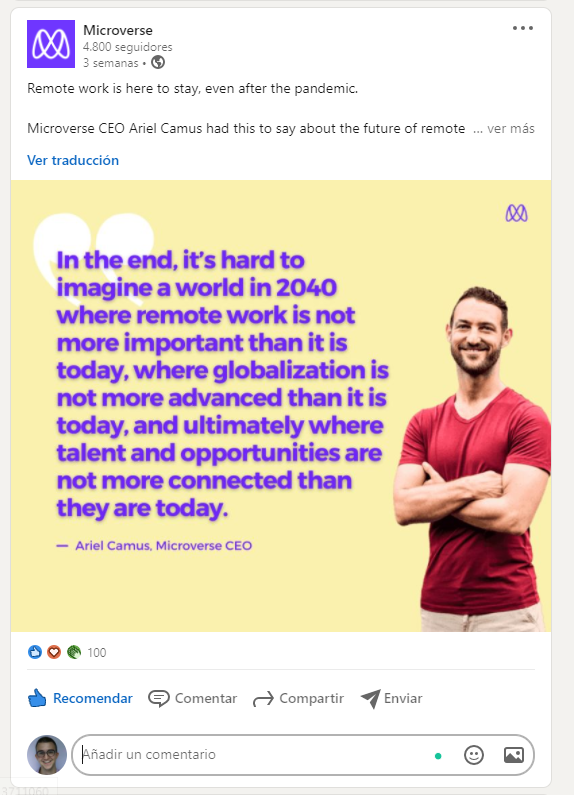 Microverse
4.800 seguidores
3 semanas •
Remote work is here to stay, even after the pandemic.
Microverse CEO Ariel Camus had this to say about the future of remote ... ver más
Ver traducción
In the end, it's hard to
imagine a world in 2040
where remote work is not
more important than it is
today, where globalization is
not more advanced than it is
today, and ultimately where
talent and opportunities are
not more connected than
they are today.
— Ariel Camus, Microverse CEO
100
Recomendar Comentar Compartir Enviar
Añadir un comentario
3711060